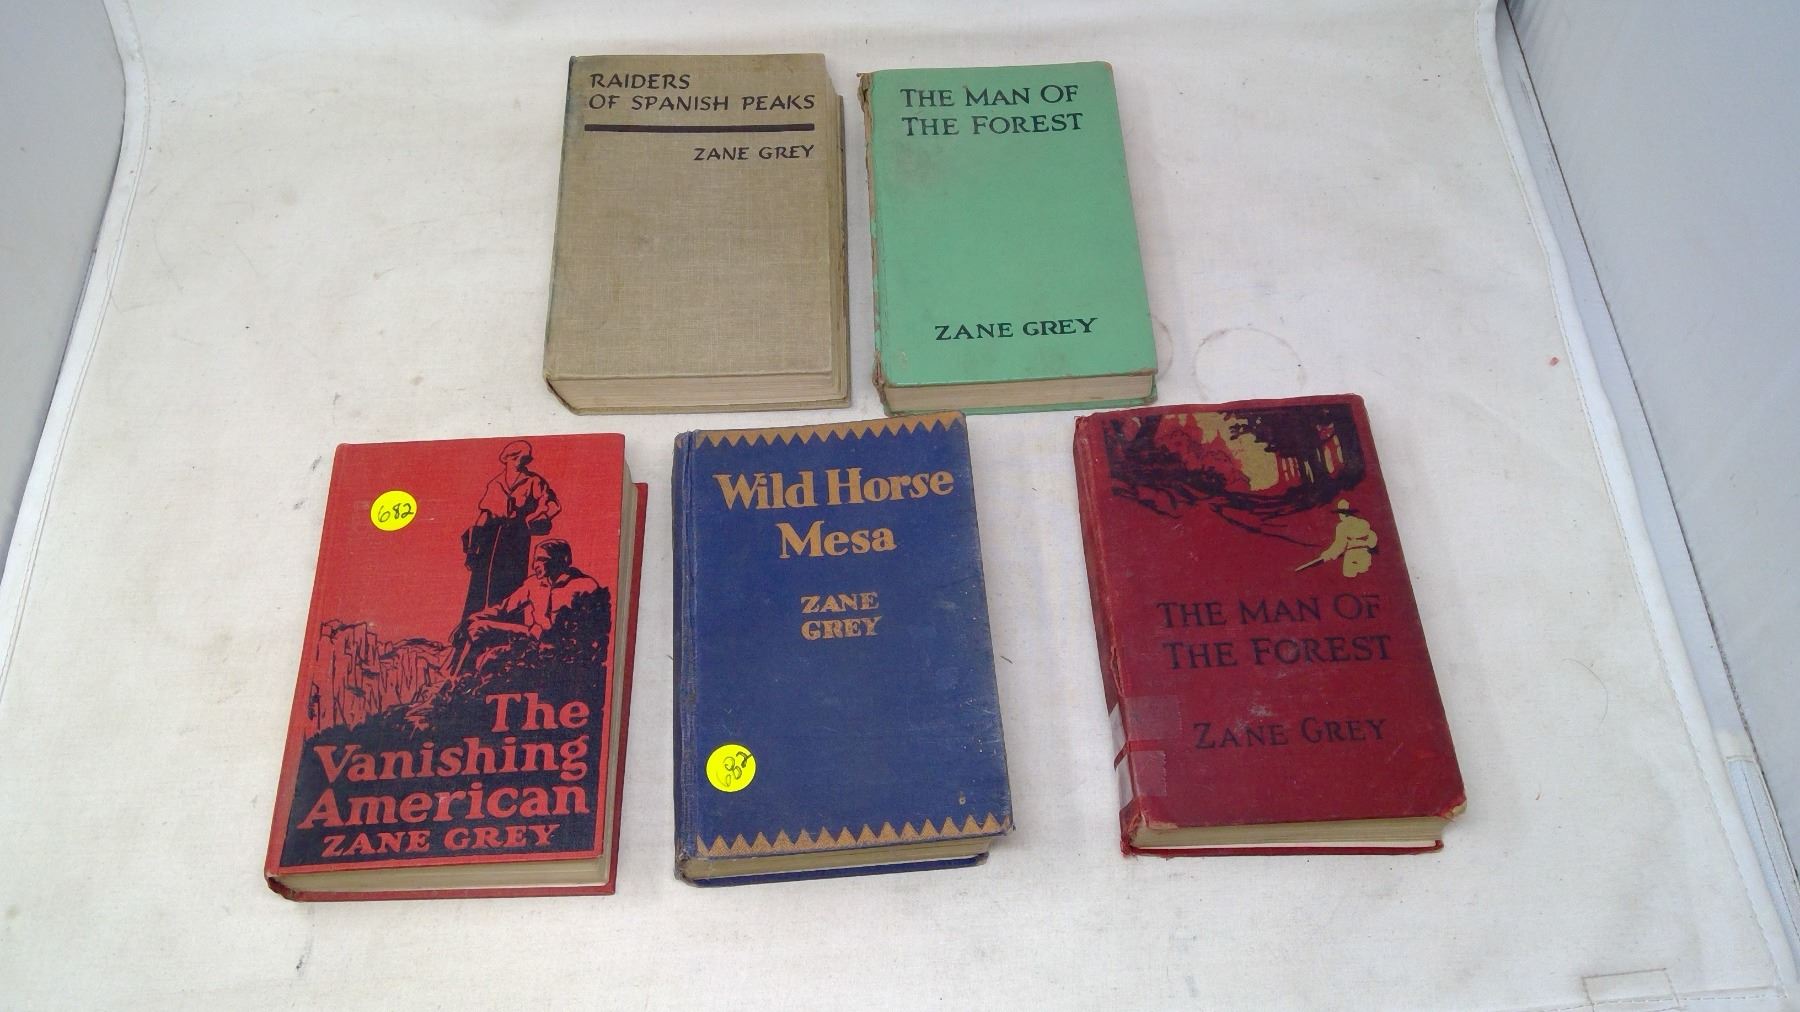 RAIDERS
OF SPANISH PEAKS
ZANE GREY
THE MAN OF
THE FOREST
ZANE GREY
682
The
Vanishing
American
ZANE GREY
Wild Horse
Mesa
ZANE
GREY
682
THE MAN OF
THE FOREST
ZANE GREY